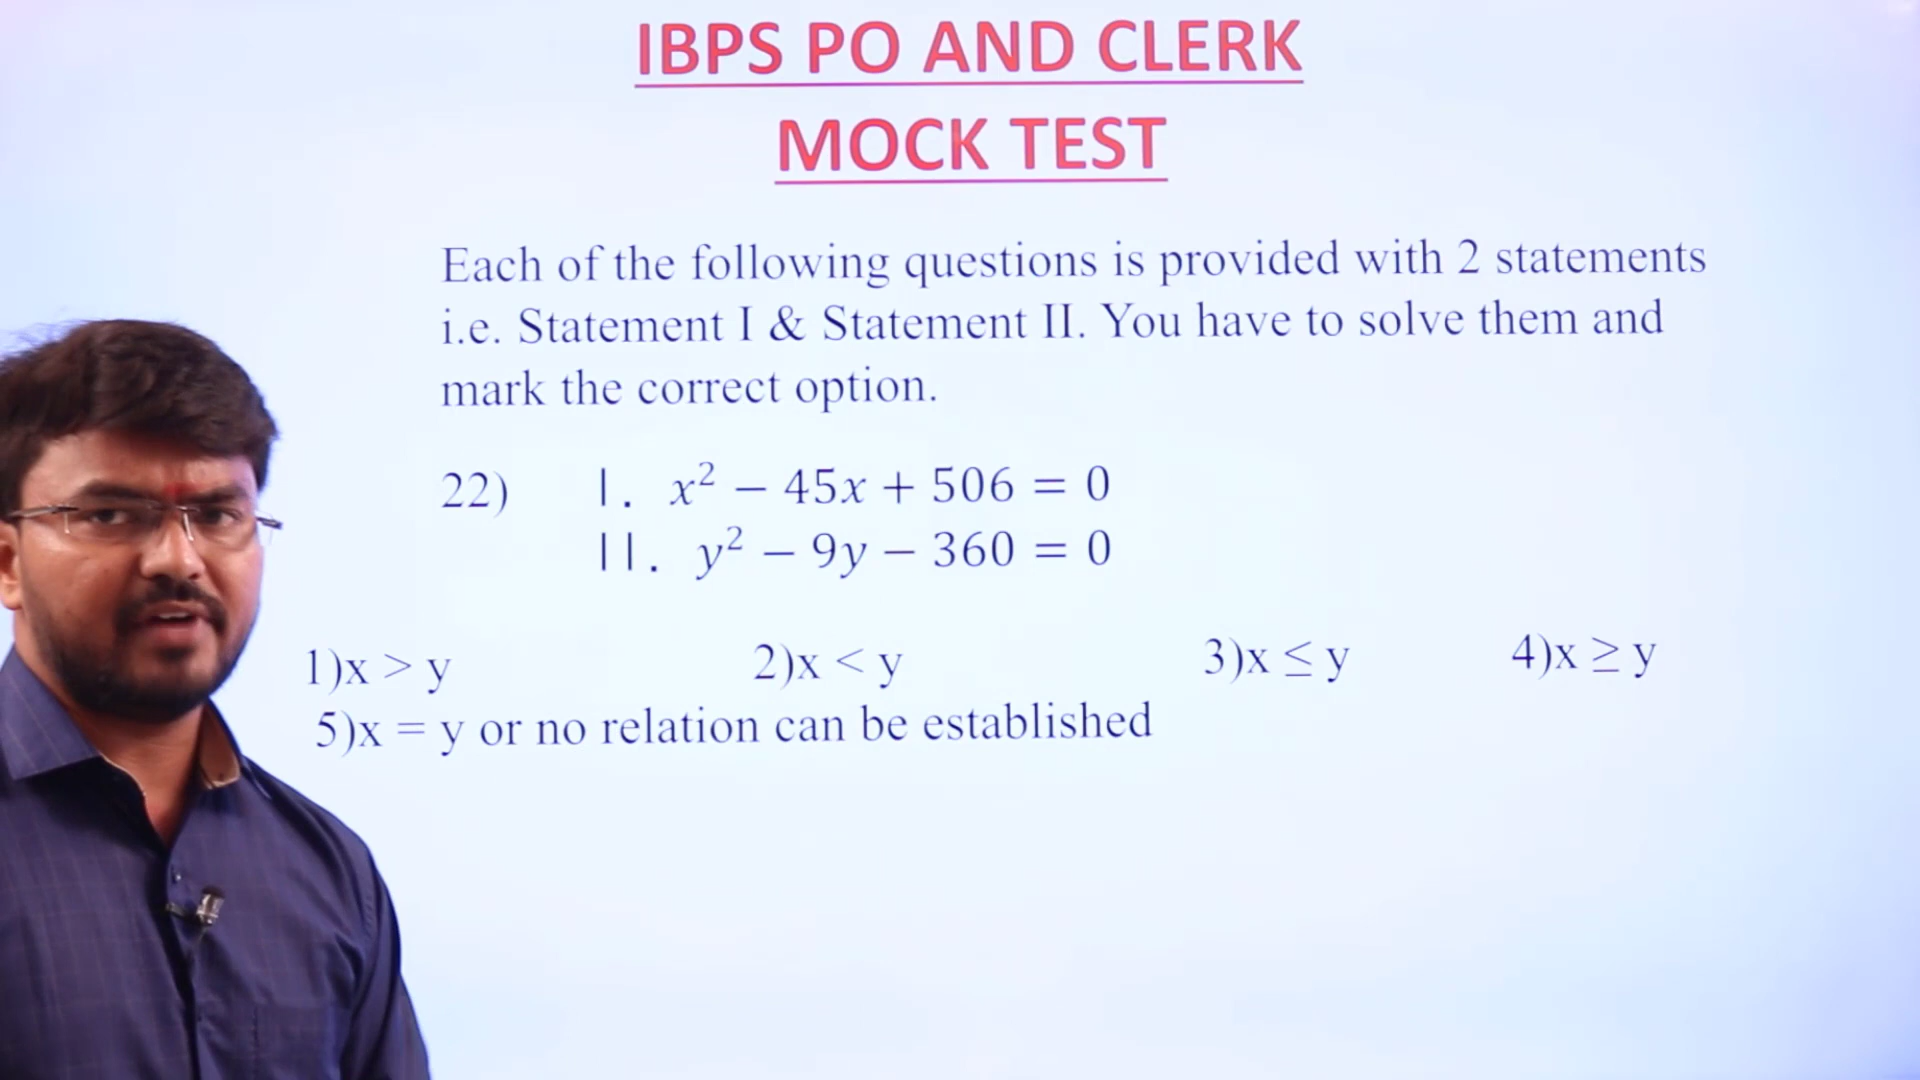 IBPS PO AND CLERK
MOCK TEST
Each of the following questions is provided with 2 statements
i.e. Statement I & Statement II. You have to solve them and
mark the correct option.
22) I. x² − 45x + 506 = 0
II. y² − 9y − 360 = 0
1)x > y 2)x < y 3)x ≤ y 4)x ≥ y
5)x = y or no relation can be established